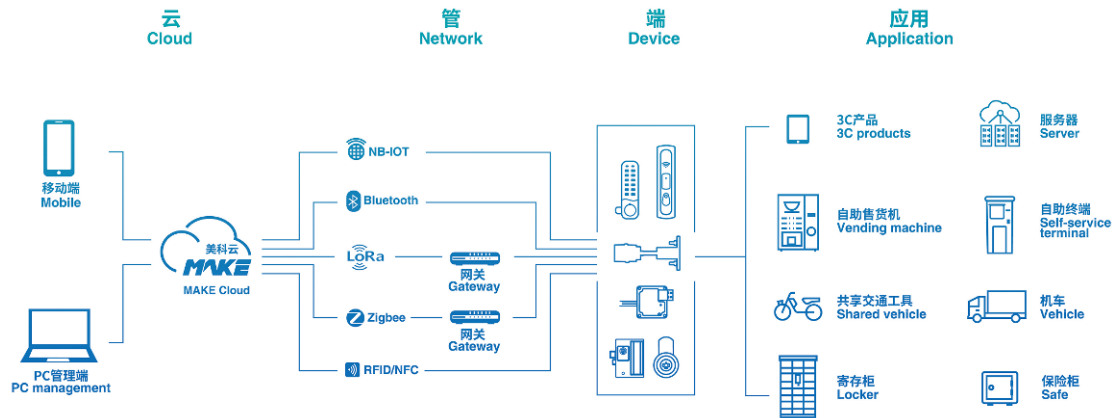 云
Cloud
管
Network
端
Device
应用
Application
移动端
Mobile
美科云
MAKE
MAKE Cloud
PC管理端
PC management
NB-IOT
Bluetooth
LoRa
网关
Gateway
Zigbee
网关
Gateway
RFID/NFC
3C产品
3C products
服务器
Server
自助售货机
Vending machine
自助终端
Self-service
terminal
共享交通工具
Shared vehicle
机车
Vehicle
寄存柜
Locker
保险柜
Safe